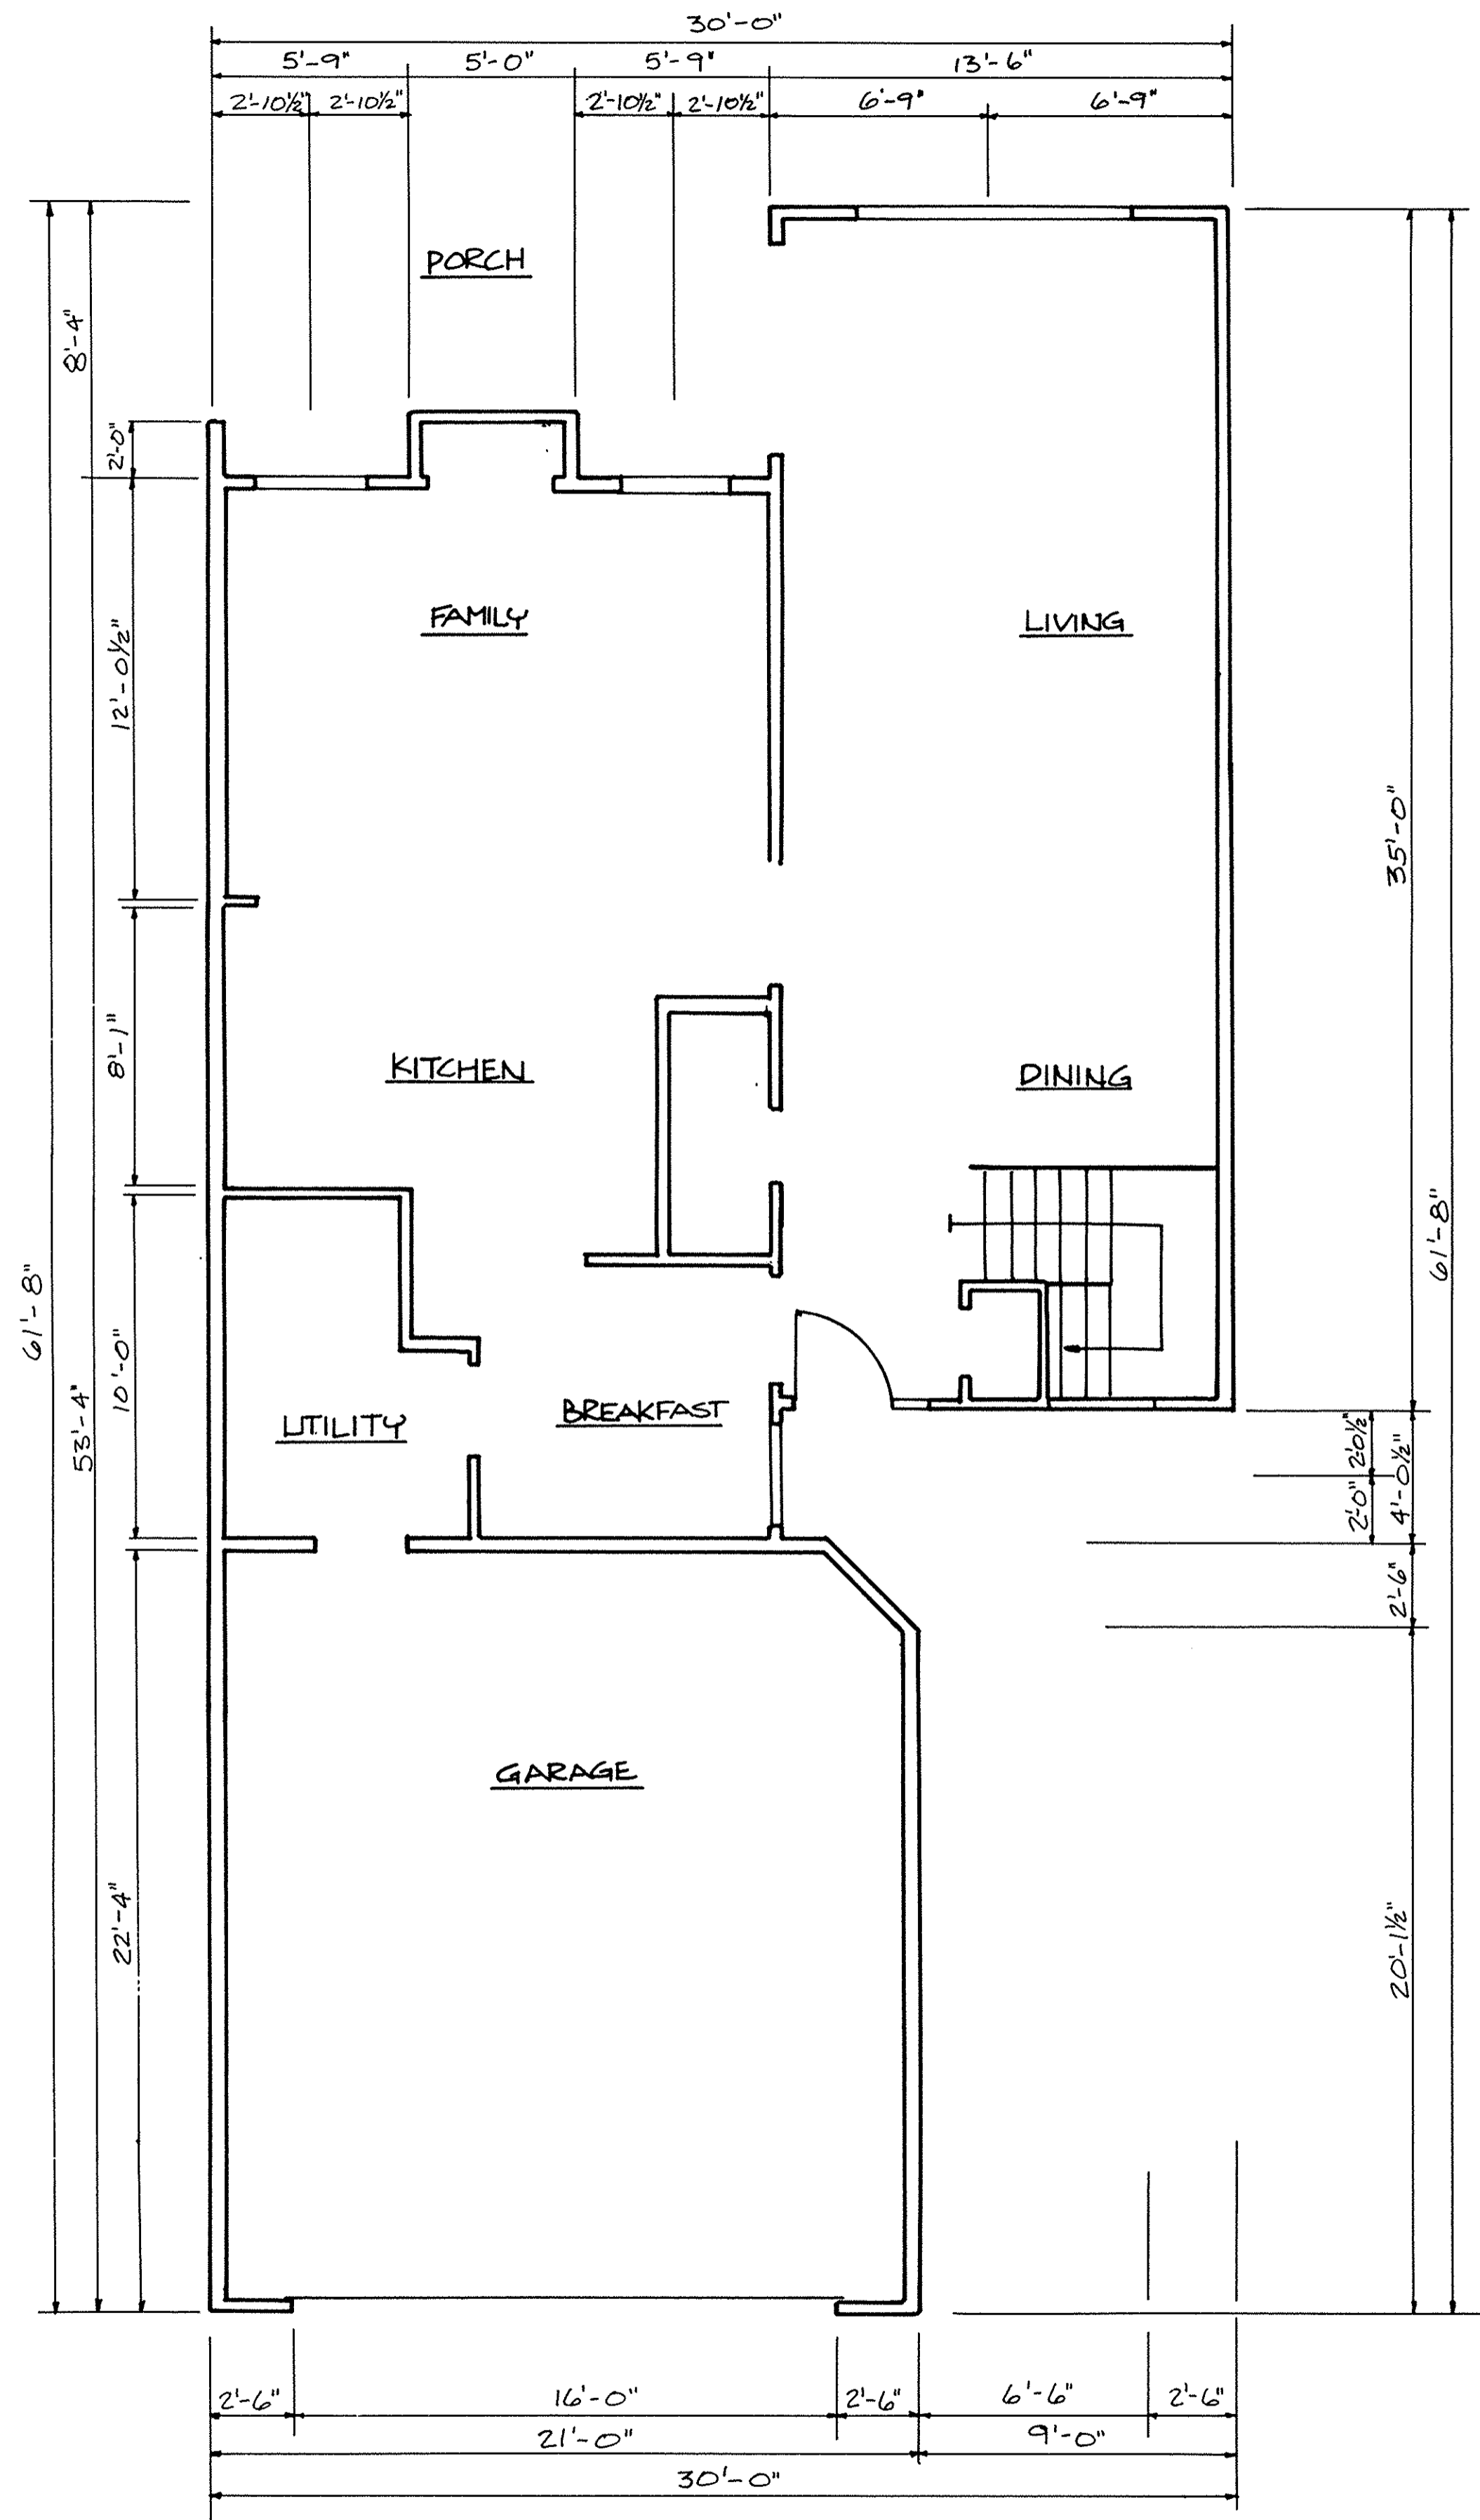 30'-0"
5'-9" 5'-0" 5'-9" 13'-6"
2'-10½" 2'-10½" 2'-10½" 2'-10½" 6'-9" 6'-9"
PORCH
8'-4"
2'-0"
FAMILY
LIVING
12'-0½"
35'-0"
KITCHEN
DINING
8'-1"
61'-8"
61'-8"
53'-4"
10'-0"
UTILITY
BREAKFAST
2'-0½"
2'-0"
4'-0½"
2'-6"
GARAGE
22'-4"
20'-1½"
2'-6" 16'-0" 2'-6" 6'-6" 2'-6"
21'-0" 9'-0"
30'-0"